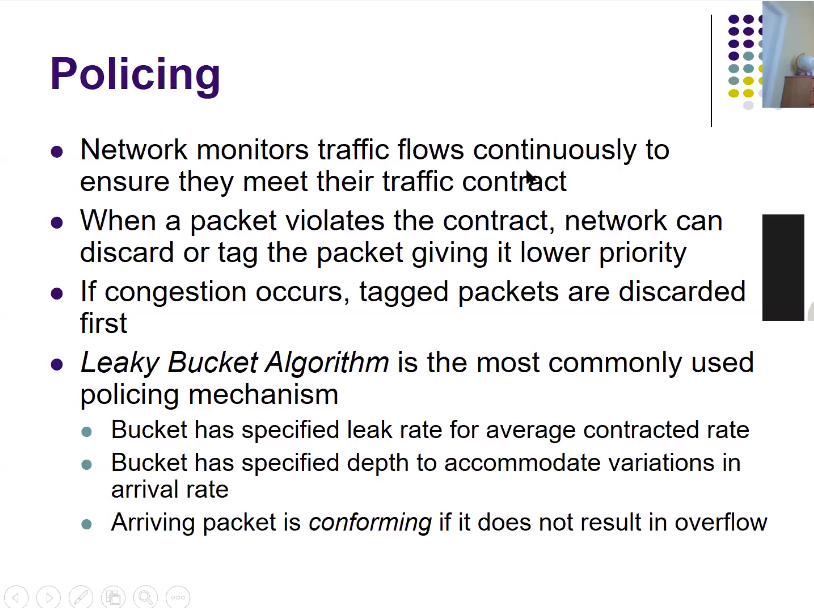 Policing
Network monitors traffic flows continuously to
ensure they meet their traffic contract
When a packet violates the contract, network can
discard or tag the packet giving it lower priority
If congestion occurs, tagged packets are discarded
first
Leaky Bucket Algorithm is the most commonly used
policing mechanism
Bucket has specified leak rate for average contracted rate
Bucket has specified depth to accommodate variations in
arrival rate
Arriving packet is conforming if it does not result in overflow